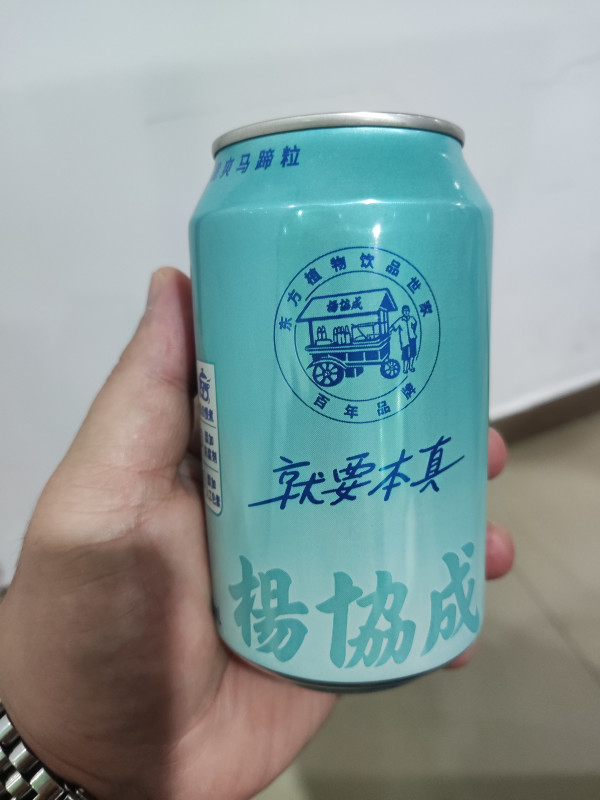 爽马蹄粒
东方植物饮品世家
楊協成
百年品牌
就要本真
楊協成